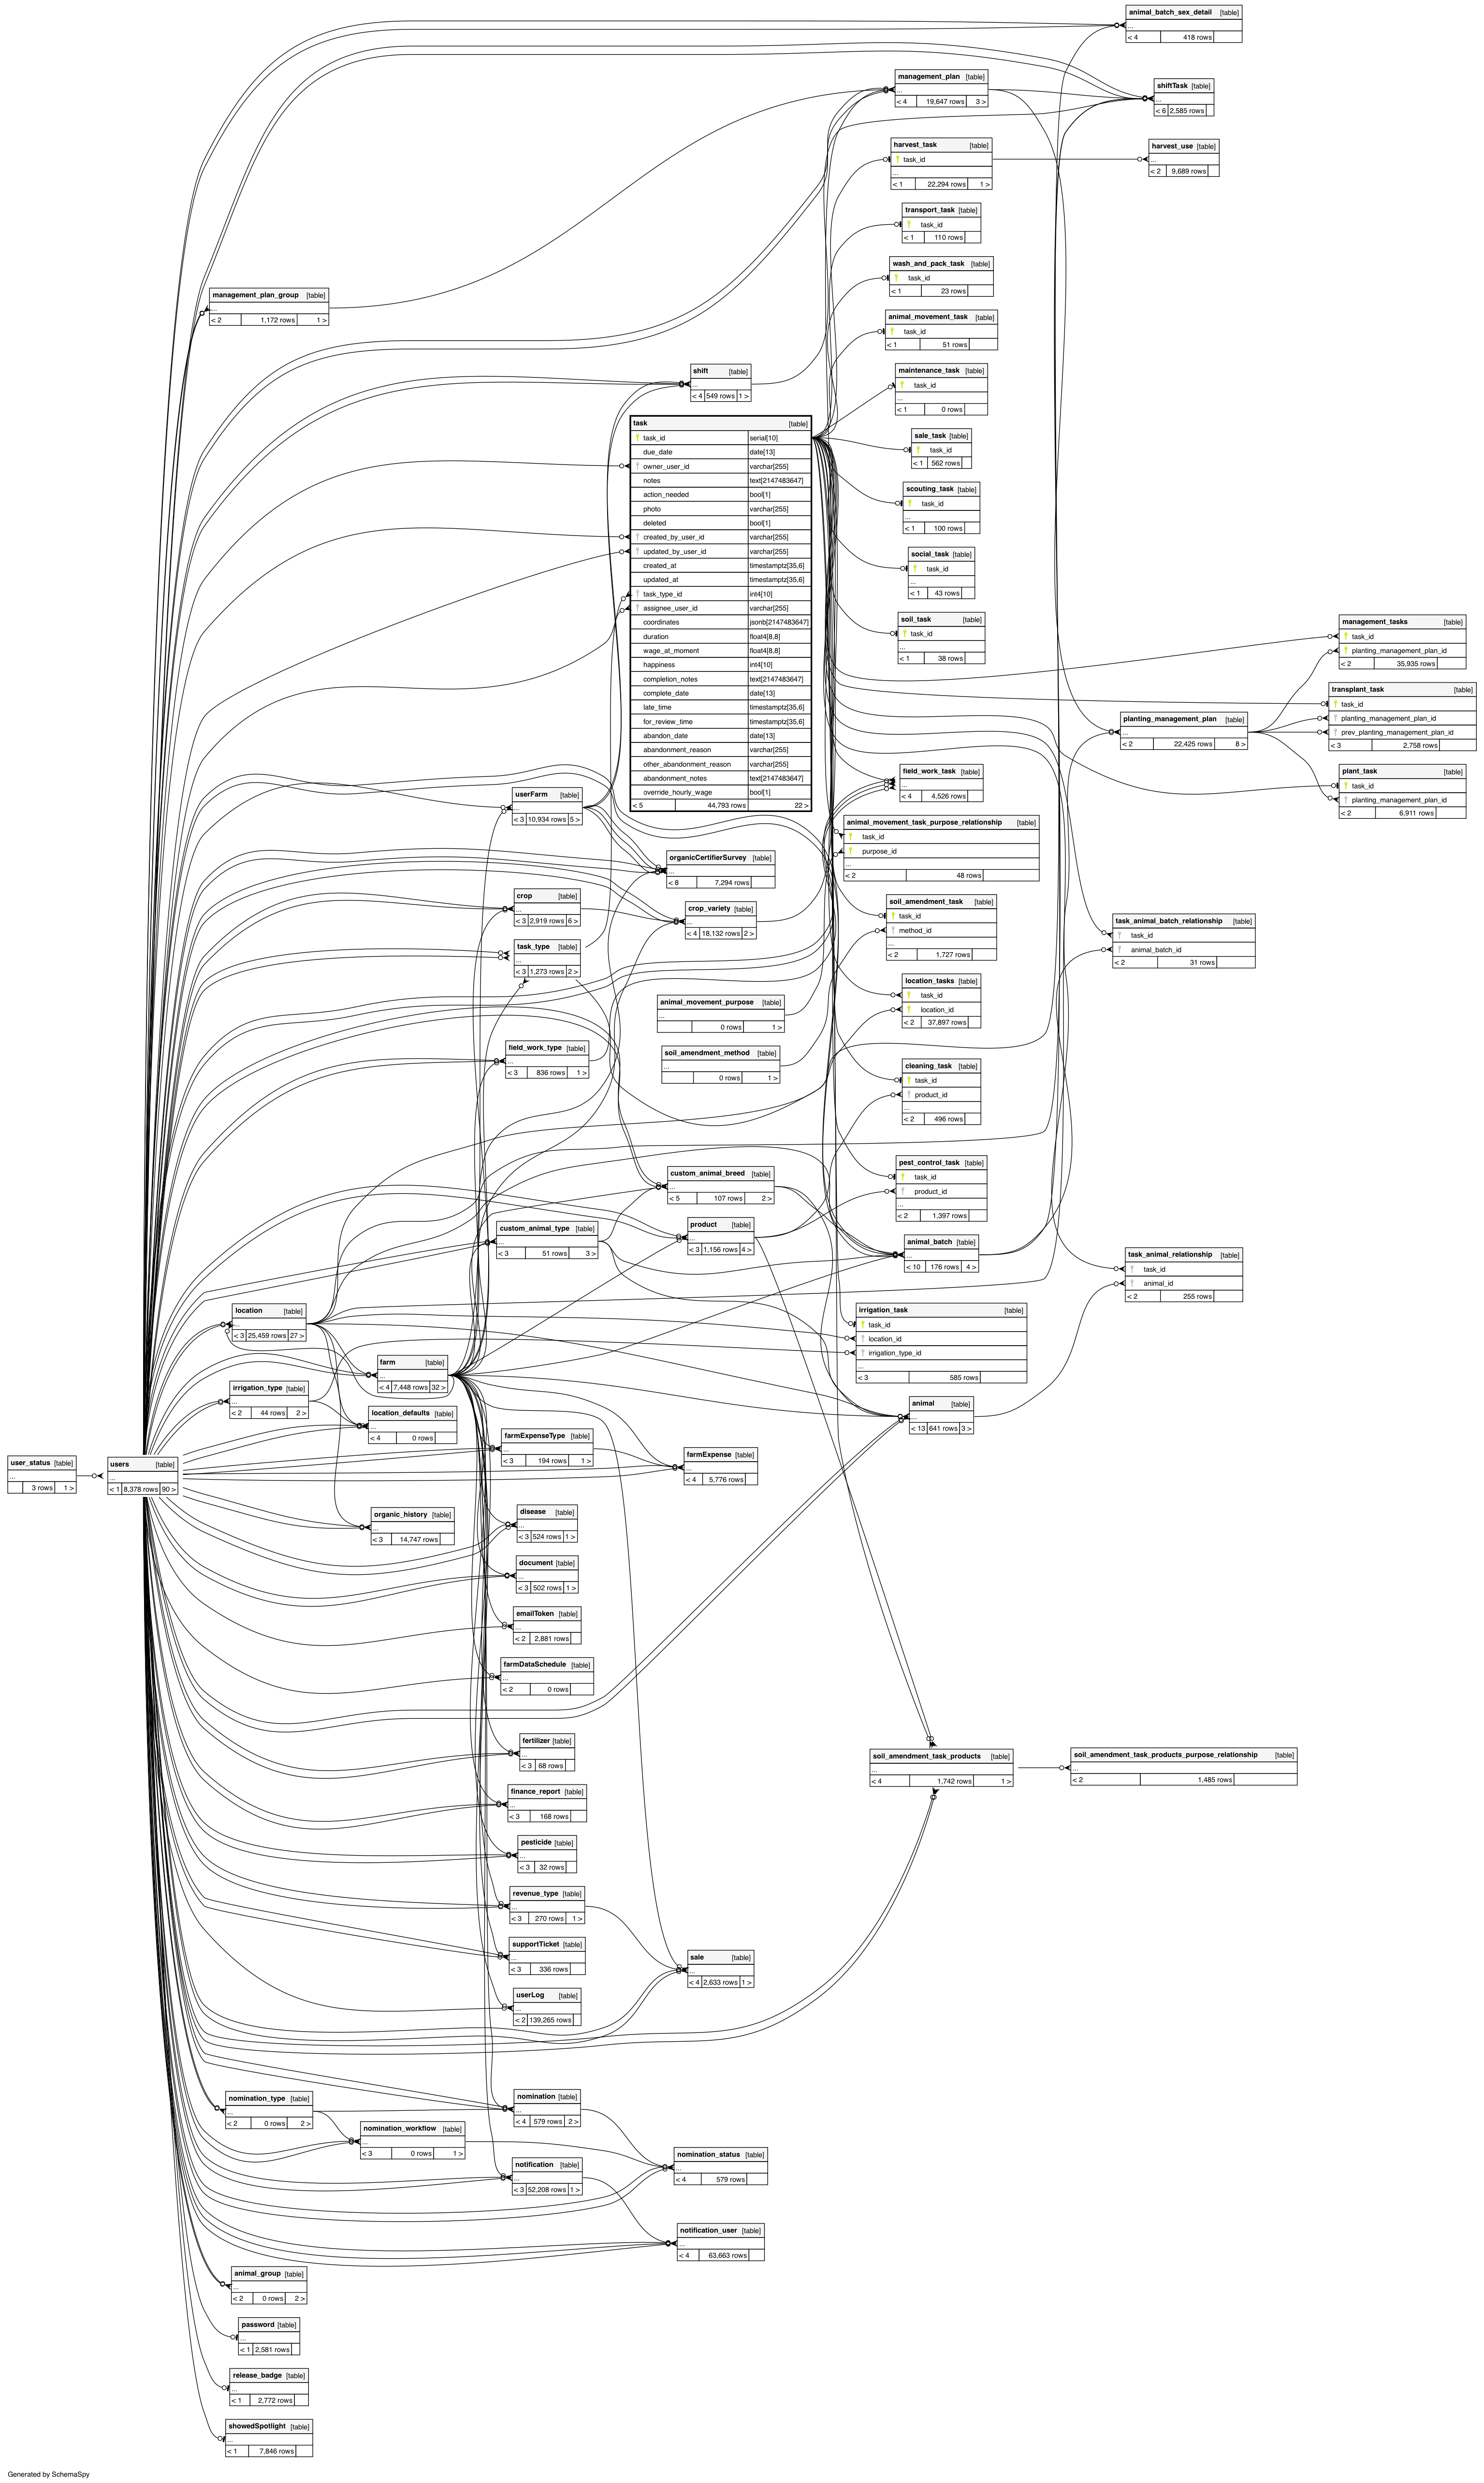 animal_batch_sex_detail [table]
...
< 4 418 rows
management_plan [table]
...
< 4 19,647 rows 3 >
shiftTask [table]
...
< 6 2,585 rows
harvest_task [table]
task_id
...
< 1 22,294 rows 1 >
harvest_use [table]
...
< 2 9,689 rows
transport_task [table]
task_id
< 1 110 rows
wash_and_pack_task [table]
task_id
< 1 23 rows
management_plan_group [table]
...
< 2 1,172 rows 1 >
animal_movement_task [table]
task_id
< 1 51 rows
shift [table]
...
< 4 549 rows 1 >
maintenance_task [table]
task_id
...
< 1 0 rows
task [table]
task_id serial[10]
due_date date[13]
owner_user_id varchar[255]
notes text[2147483647]
action_needed bool[1]
photo varchar[255]
deleted bool[1]
created_by_user_id varchar[255]
updated_by_user_id varchar[255]
created_at timestamptz[35,6]
updated_at timestamptz[35,6]
task_type_id int4[10]
assignee_user_id varchar[255]
coordinates jsonb[2147483647]
duration float4[8,8]
wage_at_moment float4[8,8]
happiness int4[10]
completion_notes text[2147483647]
complete_date date[13]
late_time timestamptz[35,6]
for_review_time timestamptz[35,6]
abandon_date date[13]
abandonment_reason varchar[255]
other_abandonment_reason varchar[255]
abandonment_notes text[2147483647]
override_hourly_wage bool[1]
< 5 44,793 rows 22 >
sale_task [table]
task_id
< 1 562 rows
scouting_task [table]
task_id
...
< 1 100 rows
social_task [table]
task_id
...
< 1 43 rows
soil_task [table]
task_id
...
< 1 38 rows
management_tasks [table]
task_id
planting_management_plan_id
< 2 35,935 rows
transplant_task [table]
task_id
planting_management_plan_id
prev_planting_management_plan_id
< 3 2,758 rows
planting_management_plan [table]
...
< 2 22,425 rows 8 >
plant_task [table]
task_id
planting_management_plan_id
< 2 6,911 rows
field_work_task [table]
...
< 4 4,526 rows
userFarm [table]
...
< 3 10,934 rows 5 >
animal_movement_task_purpose_relationship [table]
task_id
purpose_id
...
< 2 48 rows
organicCertifierSurvey [table]
...
< 8 7,294 rows
crop [table]
...
< 3 2,919 rows 6 >
crop_variety [table]
...
< 4 18,132 rows 2 >
soil_amendment_task [table]
task_id
method_id
...
< 2 1,727 rows
task_animal_batch_relationship [table]
task_id
animal_batch_id
< 2 31 rows
task_type [table]
...
< 3 1,273 rows 2 >
location_tasks [table]
task_id
location_id
< 2 37,897 rows
animal_movement_purpose [table]
...
0 rows 1 >
field_work_type [table]
...
< 3 836 rows 1 >
soil_amendment_method [table]
...
0 rows 1 >
cleaning_task [table]
task_id
product_id
...
< 2 496 rows
pest_control_task [table]
task_id
product_id
...
< 2 1,397 rows
custom_animal_breed [table]
...
< 5 107 rows 2 >
custom_animal_type [table]
...
< 3 51 rows 3 >
product [table]
...
< 3 1,156 rows 4 >
animal_batch [table]
...
< 10 176 rows 4 >
task_animal_relationship [table]
task_id
animal_id
< 2 255 rows
location [table]
...
< 3 25,459 rows 27 >
irrigation_task [table]
task_id
location_id
irrigation_type_id
...
< 3 585 rows
farm [table]
...
< 4 7,448 rows 32 >
irrigation_type [table]
...
< 2 44 rows 2 >
location_defaults [table]
...
< 4 0 rows
animal [table]
...
< 13 641 rows 3 >
farmExpenseType [table]
...
< 3 194 rows 1 >
farmExpense [table]
...
< 4 5,776 rows
user_status [table]
...
3 rows 1 >
users [table]
...
< 1 8,378 rows 90 >
organic_history [table]
...
< 3 14,747 rows
disease [table]
...
< 3 524 rows 1 >
document [table]
...
< 3 502 rows 1 >
emailToken [table]
...
< 2 2,881 rows
farmDataSchedule [table]
...
< 2 0 rows
fertilizer [table]
...
< 3 68 rows
soil_amendment_task_products [table]
...
< 4 1,742 rows 1 >
soil_amendment_task_products_purpose_relationship [table]
...
< 2 1,485 rows
finance_report [table]
...
< 3 168 rows
pesticide [table]
...
< 3 32 rows
revenue_type [table]
...
< 3 270 rows 1 >
supportTicket [table]
...
< 3 336 rows
sale [table]
...
< 4 2,633 rows 1 >
userLog [table]
...
< 2 139,265 rows
nomination_type [table]
...
< 2 0 rows 2 >
nomination [table]
...
< 4 579 rows 2 >
nomination_workflow [table]
...
< 3 0 rows 1 >
nomination_status [table]
...
< 4 579 rows
notification [table]
...
< 3 52,208 rows 1 >
notification_user [table]
...
< 4 63,663 rows
animal_group [table]
...
< 2 0 rows 2 >
password [table]
...
< 1 2,581 rows
release_badge [table]
...
< 1 2,772 rows
showedSpotlight [table]
...
< 1 7,846 rows
Generated by SchemaSpy